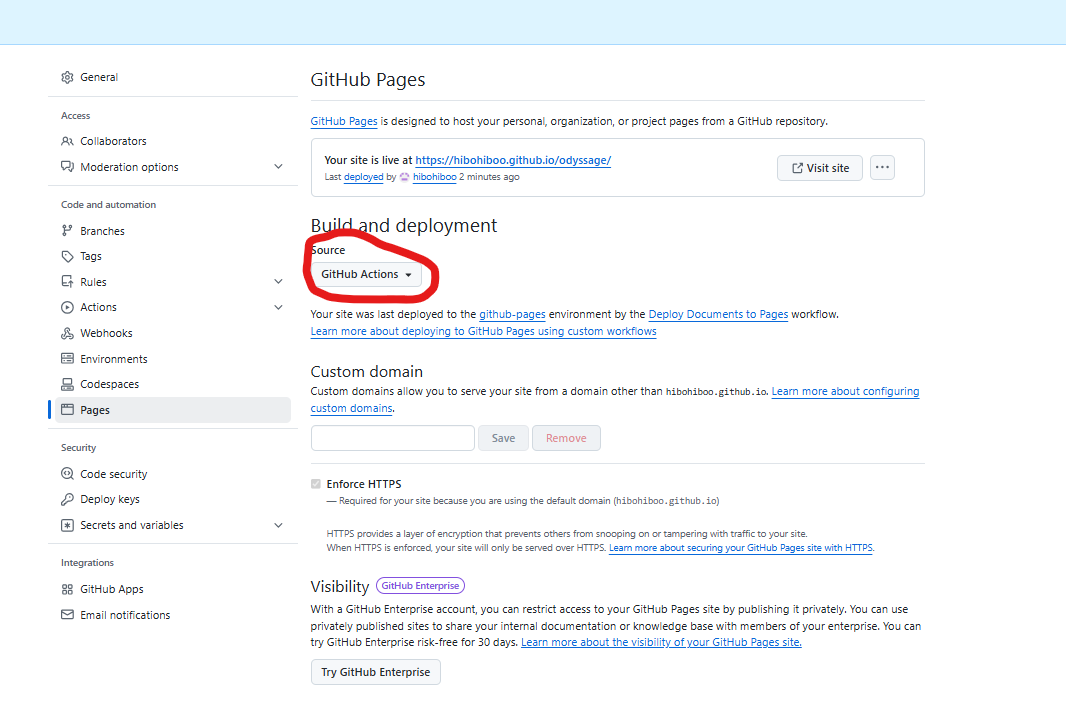 General
Access
Collaborators
Moderation options
Code and automation
Branches
Tags
Rules
Actions
Webhooks
Environments
Codespaces
Pages
Security
Code security
Deploy keys
Secrets and variables
Integrations
GitHub Apps
Email notifications
GitHub Pages
GitHub Pages is designed to host your personal, organization, or project pages from a GitHub repository.
Your site is live at https://hibohiboo.github.io/odyssage/
Last deployed by hibohiboo 2 minutes ago
Visit site
Build and deployment
Source
GitHub Actions
Your site was last deployed to the github-pages environment by the Deploy Documents to Pages workflow.
Learn more about deploying to GitHub Pages using custom workflows
Custom domain
Custom domains allow you to serve your site from a domain other than hibohiboo.github.io. Learn more about configuring
custom domains.
Save
Remove
Enforce HTTPS
— Required for your site because you are using the default domain (hibohiboo.github.io)
HTTPS provides a layer of encryption that prevents others from snooping on or tampering with traffic to your site.
When HTTPS is enforced, your site will only be served over HTTPS. Learn more about securing your GitHub Pages site with HTTPS.
Visibility GitHub Enterprise
With a GitHub Enterprise account, you can restrict access to your GitHub Pages site by publishing it privately. You can use
privately published sites to share your internal documentation or knowledge base with members of your enterprise. You can
try GitHub Enterprise risk-free for 30 days. Learn more about the visibility of your GitHub Pages site.
Try GitHub Enterprise